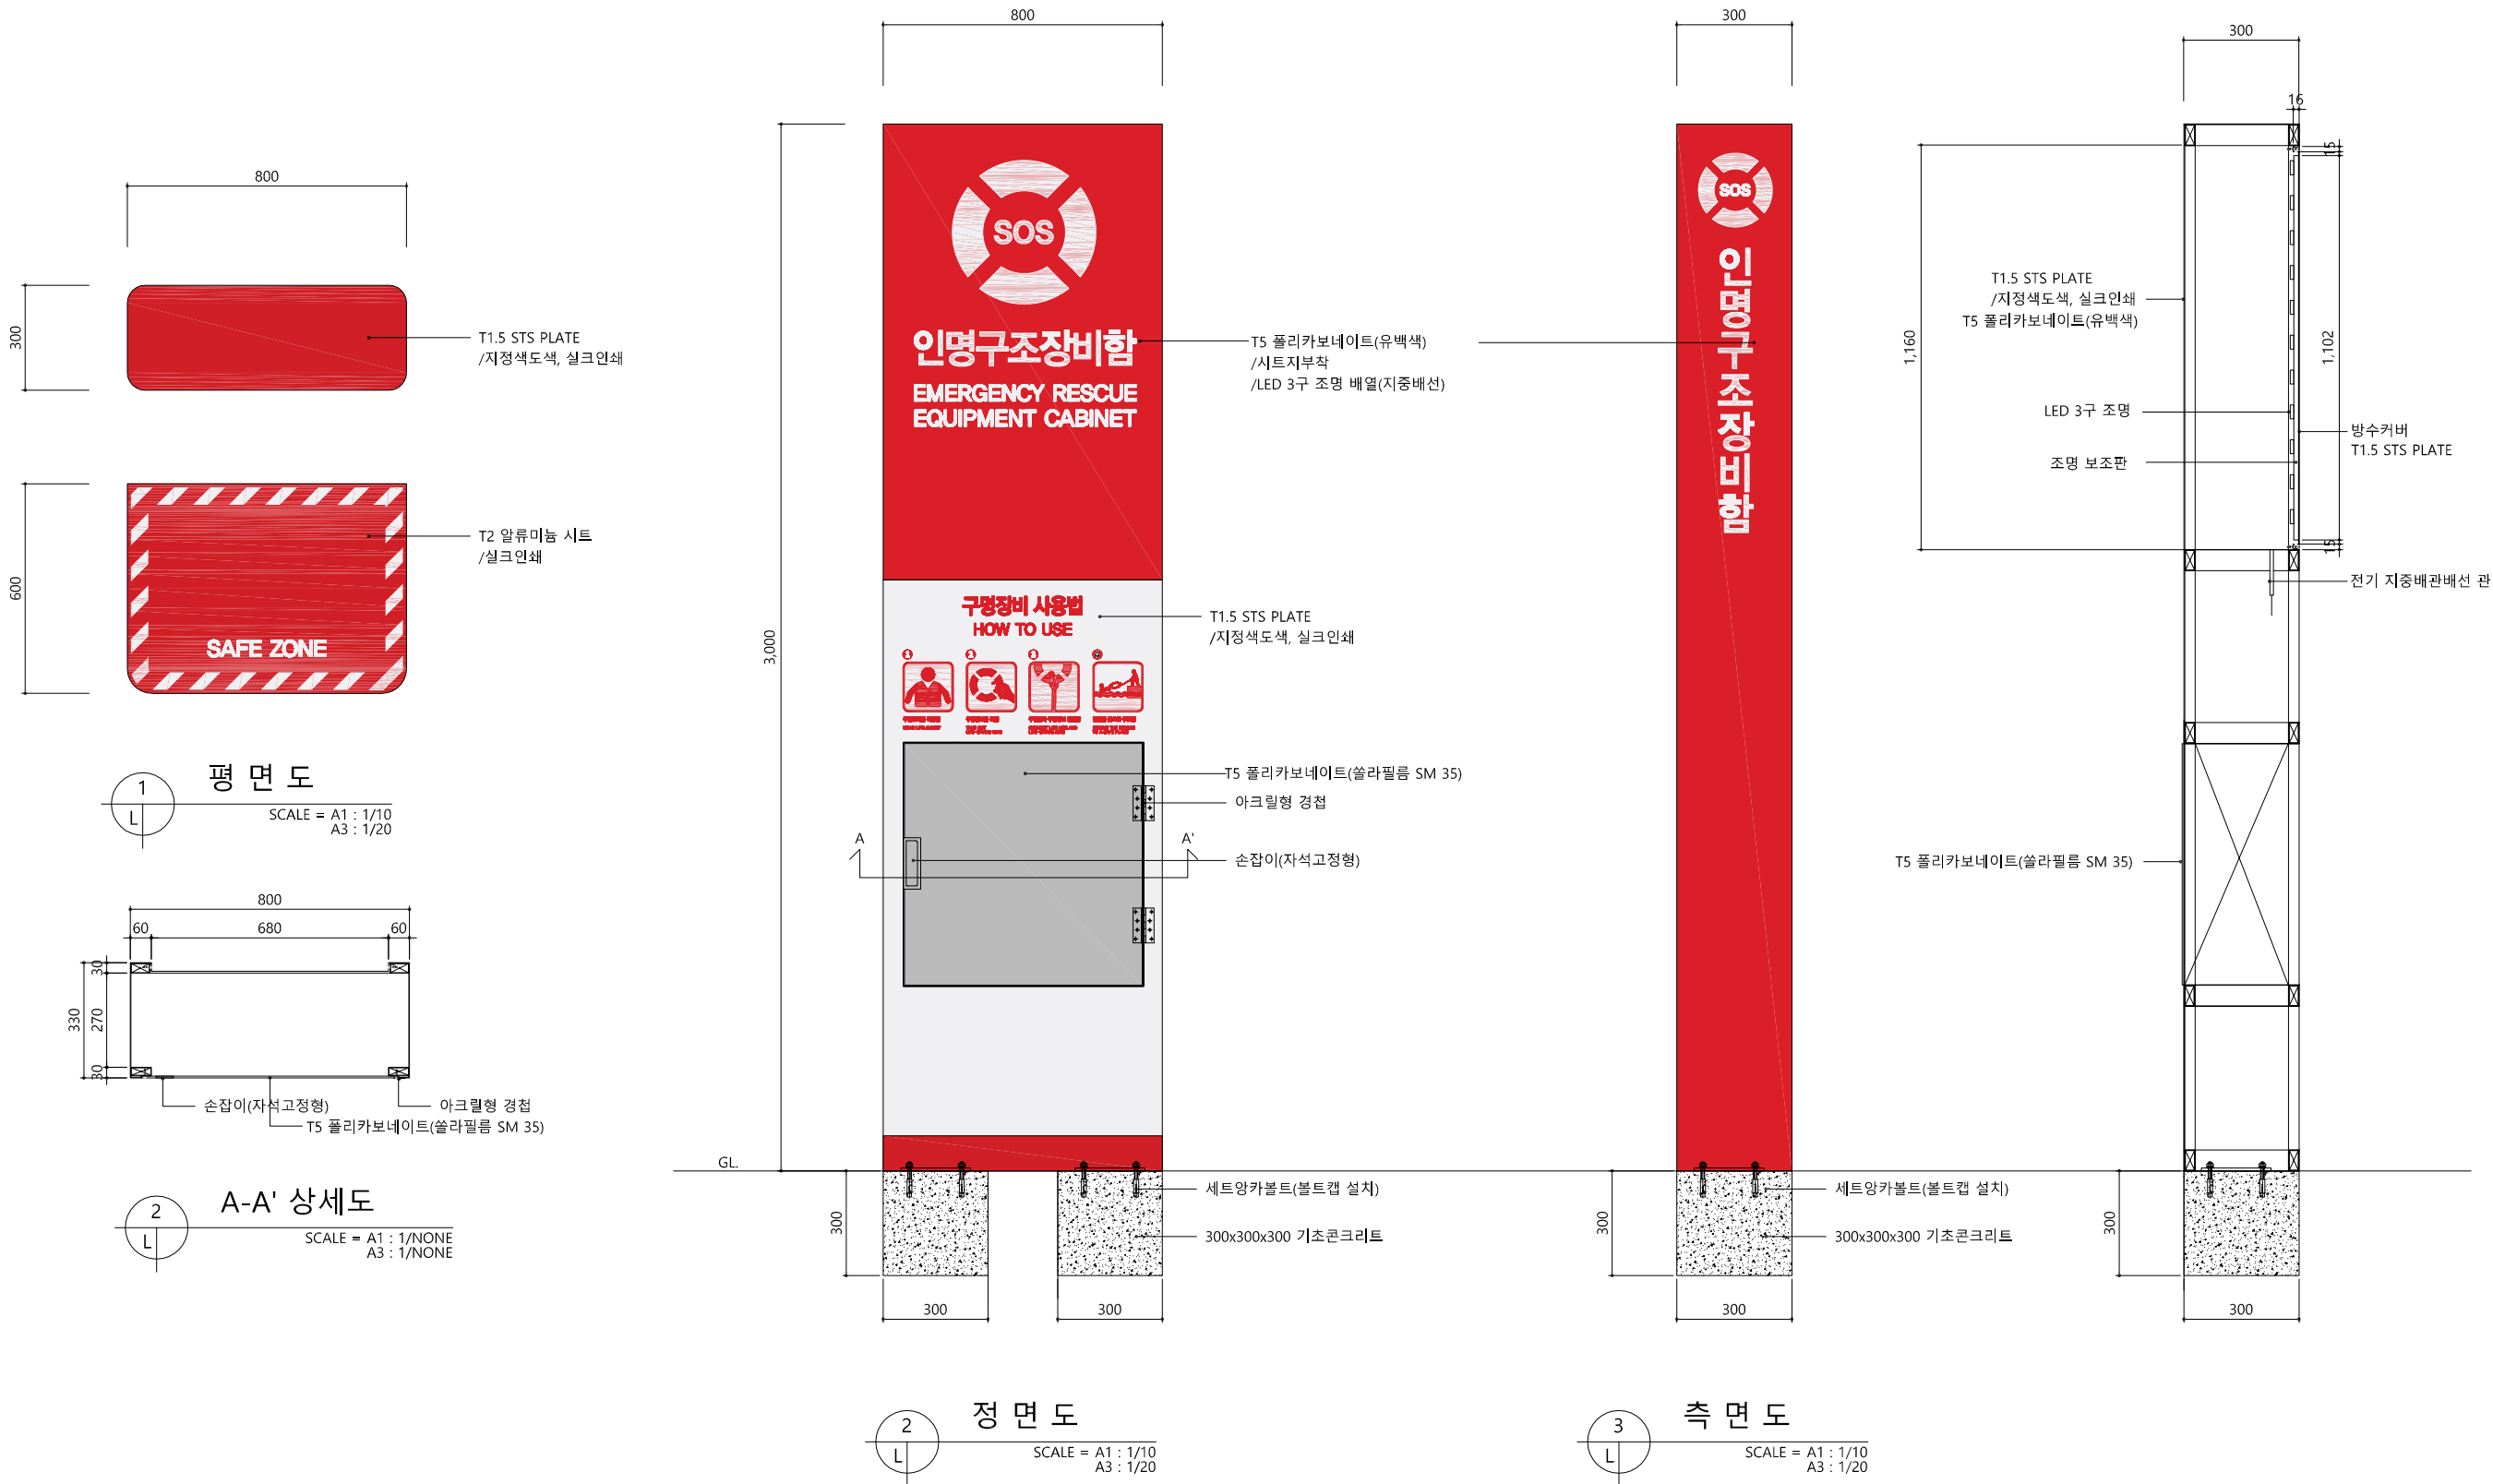 800
300
T1.5 STS PLATE
/지정색도색, 실크인쇄
600
SAFE ZONE
T2 알류미늄 시트
/실크인쇄
1
L
평 면 도
SCALE = A1 : 1/10
A3 : 1/20
800
60
680
60
30
270
30
330
손잡이(자석고정형)
아크릴형 경첩
T5 폴리카보네이트(쏠라필름 SM 35)
2
L
A-A' 상세도
SCALE = A1 : 1/NONE
A3 : 1/NONE
800
3,000
SOS
인명구조장비함
EMERGENCY RESCUE
EQUIPMENT CABINET
T5 폴리카보네이트(유백색)
/시트지부착
/LED 3구 조명 배열(지중배선)
구명장비 사용법
HOW TO USE
T1.5 STS PLATE
/지정색도색, 실크인쇄
1
2
3
4
T5 폴리카보네이트(쏠라필름 SM 35)
아크릴형 경첩
A
A'
손잡이(자석고정형)
GL.
세트앙카볼트(볼트캡 설치)
300
300x300x300 기초콘크리트
300
300
2
L
정 면 도
SCALE = A1 : 1/10
A3 : 1/20
300
SOS
인명구조장비함
세트앙카볼트(볼트캡 설치)
300
300x300x300 기초콘크리트
300
3
L
측 면 도
SCALE = A1 : 1/10
A3 : 1/20
300
16
15
1,160
T1.5 STS PLATE
/지정색도색, 실크인쇄
T5 폴리카보네이트(유백색)
1,102
LED 3구 조명
방수커버
T1.5 STS PLATE
조명 보조판
15
전기 지중배관배선 관
T5 폴리카보네이트(쏠라필름 SM 35)
300
300